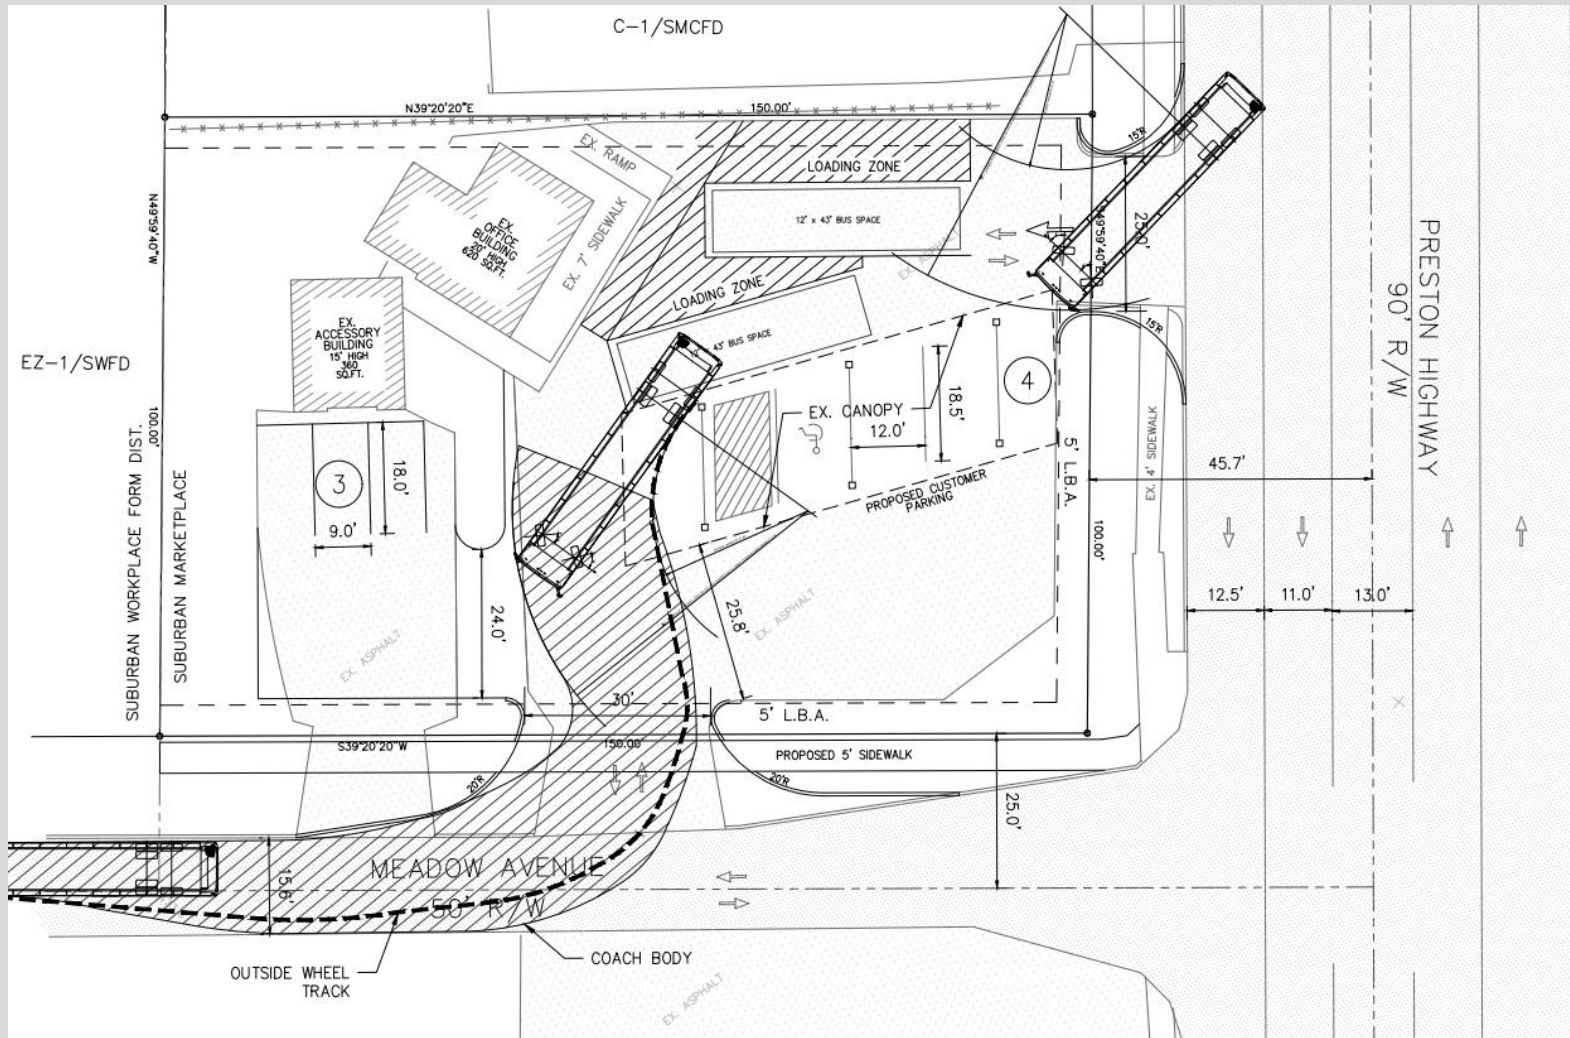 C-1/SMCFD
N39°20'20"E
150.00'
15'R
EX. RAMP
LOADING ZONE
N49°59'40"W
EX.
OFFICE
BUILDING
20' HIGH
620 SQ.FT.
EX. 7' SIDEWALK
12' x 43' BUS SPACE
S49°59'40"E
25.0'
EX. ASPHALT
LOADING ZONE
43' BUS SPACE
EX.
ACCESSORY
BUILDING
15' HIGH
360
SQ.FT.
EZ-1/SWFD
15'R
PRESTON HIGHWAY
90' R/W
4
EX. CANOPY
12.0'
18.5'
100.00'
3
18.0'
9.0'
5' L.B.A.
EX. 4' SIDEWALK
45.7'
PROPOSED CUSTOMER
PARKING
SUBURBAN WORKPLACE FORM DIST.
SUBURBAN MARKETPLACE
100.00'
12.5'
11.0'
13.0'
24.0'
25.8'
EX. ASPHALT
EX. ASPHALT
30'
5' L.B.A.
S39°20'20"W
150.00'
PROPOSED 5' SIDEWALK
20'R
20'R
25.0'
15.6'
MEADOW AVENUE
50' R/W
COACH BODY
OUTSIDE WHEEL
TRACK
EX. ASPHALT